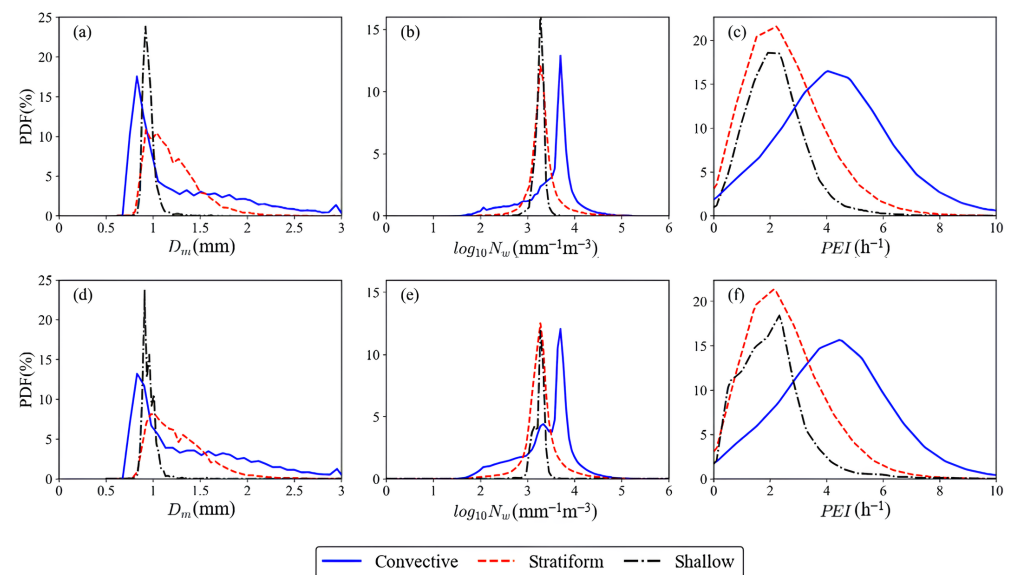 (a) (b) (c)
PDF(%)
25 20 15 10 5 0
0 0.5 1 1.5 2 2.5 3
D_m(mm)
15 10 5 0
0 1 2 3 4 5 6
log10N_w(mm⁻¹m⁻³)
20 15 10 5 0
0 2 4 6 8 10
PEI(h⁻¹)
(d) (e) (f)
PDF(%)
25 20 15 10 5 0
0 0.5 1 1.5 2 2.5 3
D_m(mm)
15 10 5 0
0 1 2 3 4 5 6
log10N_w(mm⁻¹m⁻³)
20 15 10 5 0
0 2 4 6 8 10
PEI(h⁻¹)
Convective Stratiform Shallow